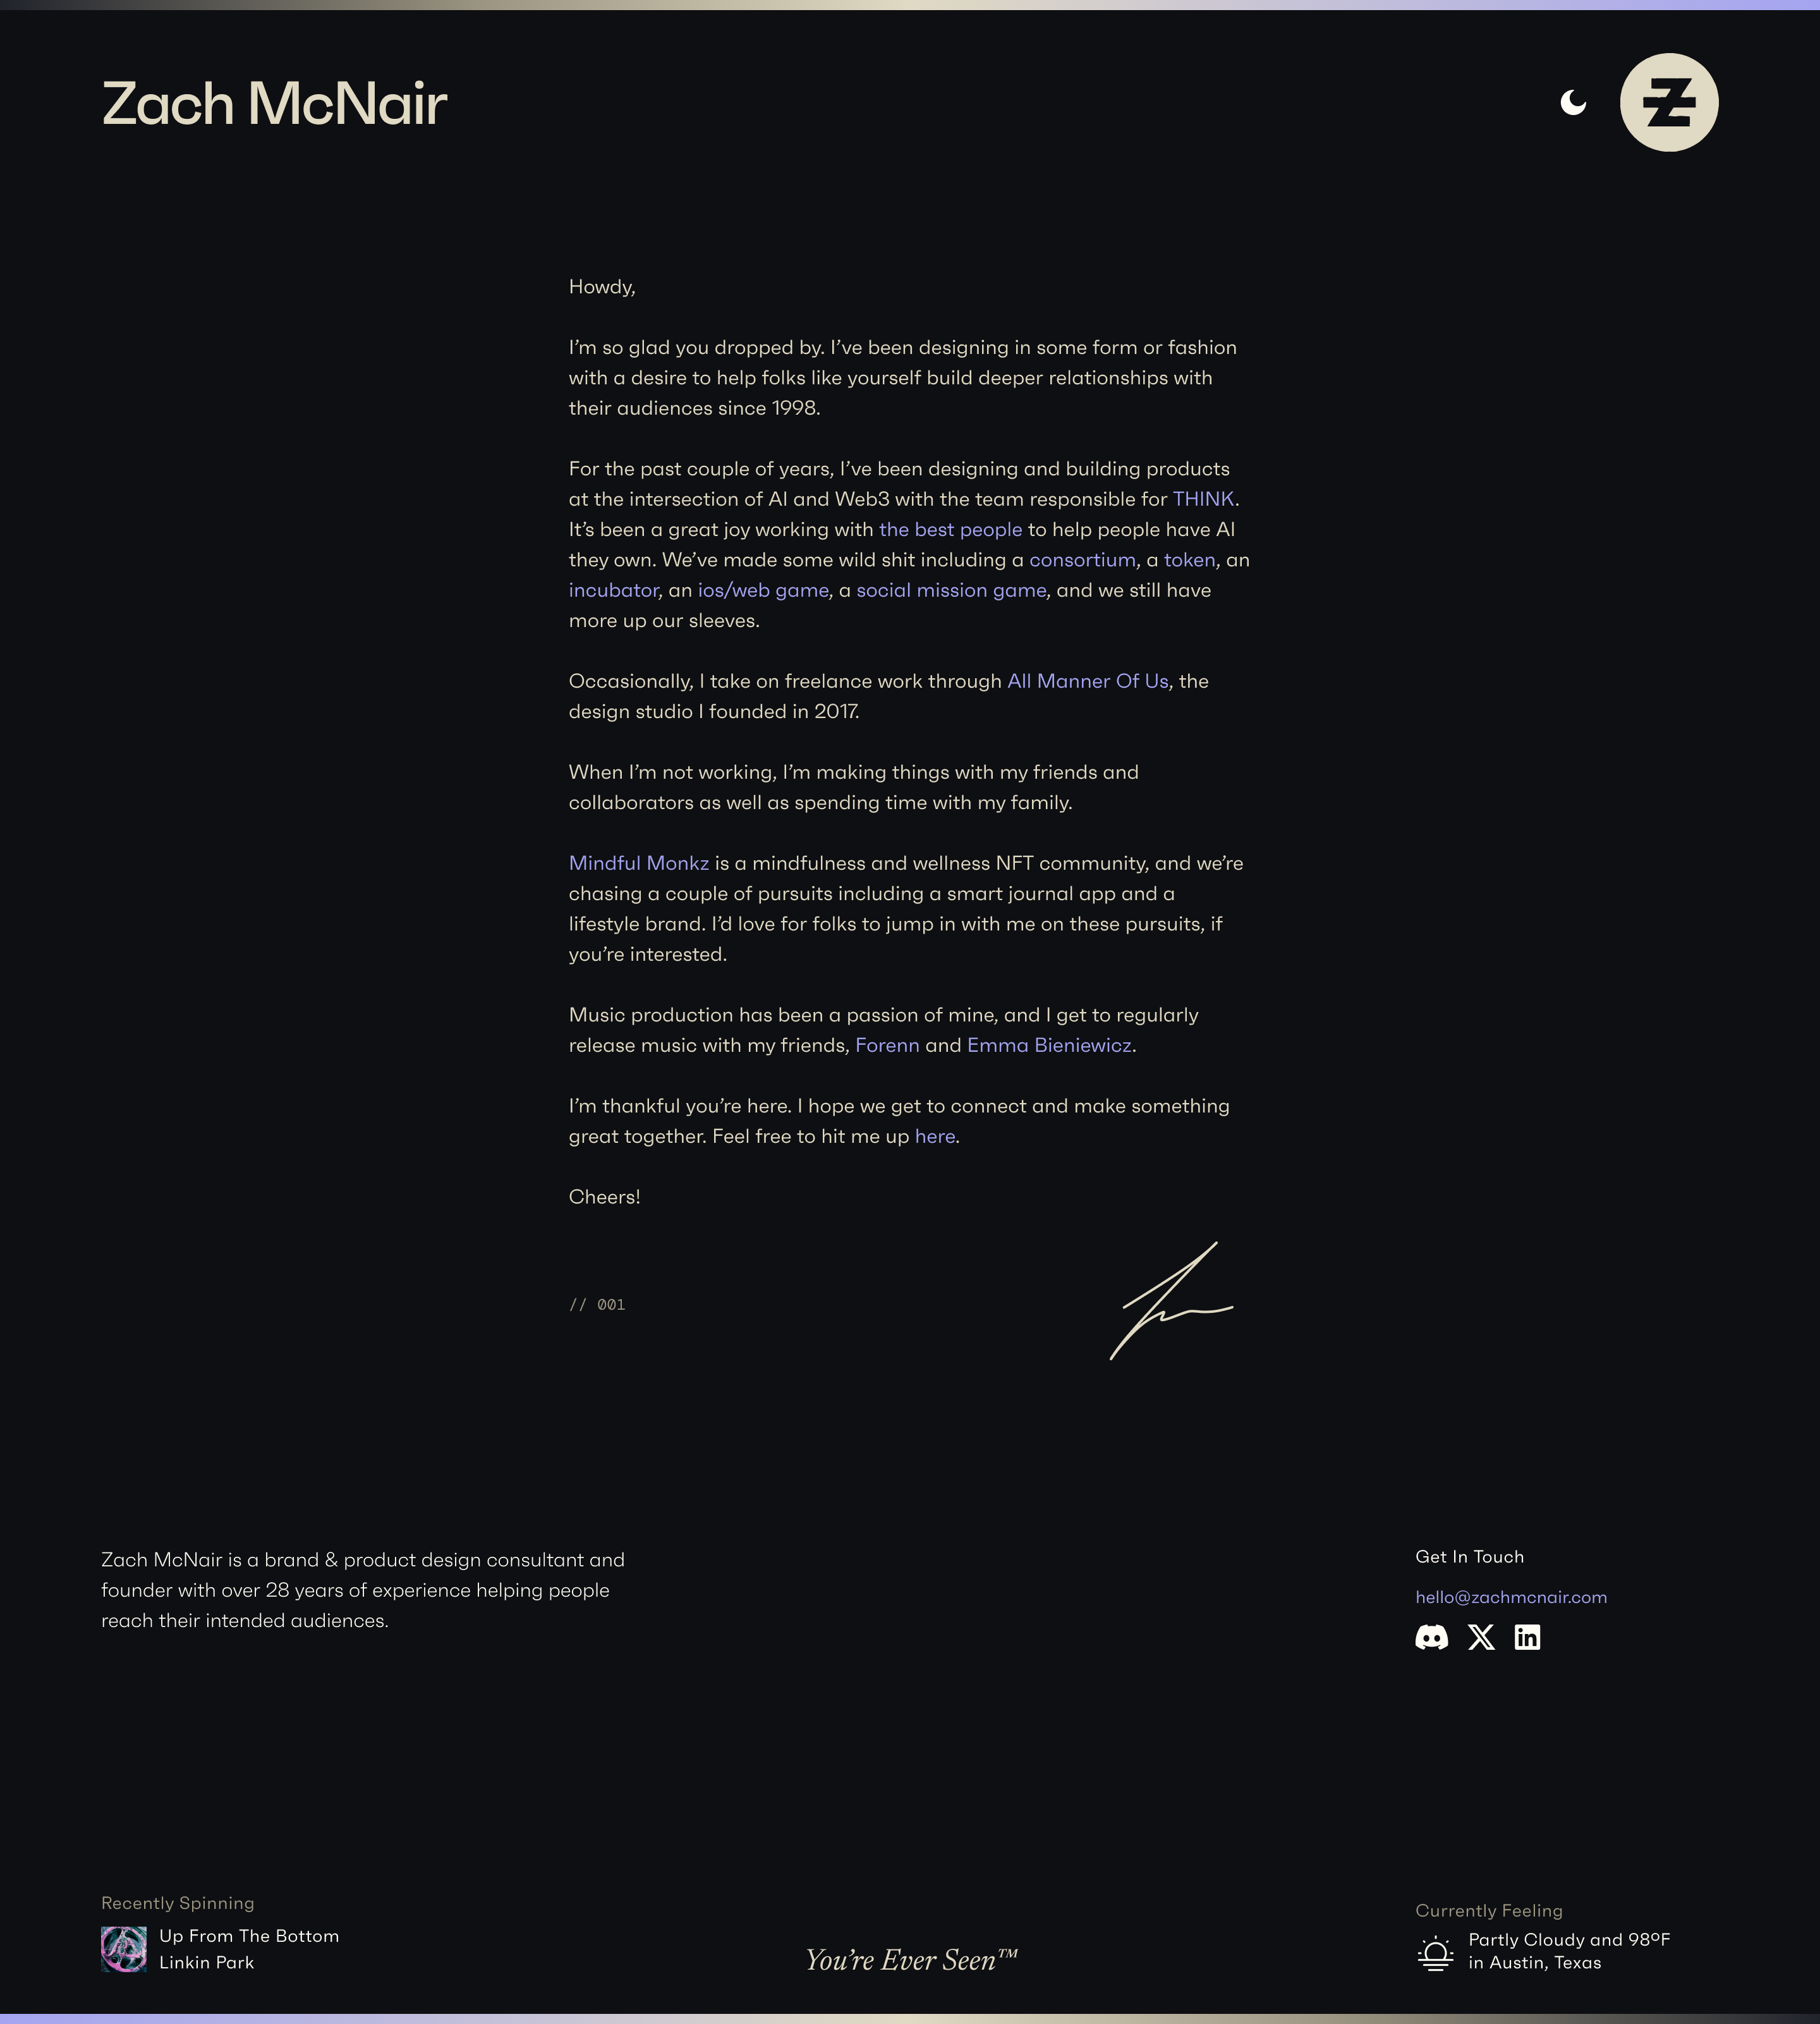 Zach McNair
Z
Howdy,
I’m so glad you dropped by. I’ve been designing in some form or fashion
with a desire to help folks like yourself build deeper relationships with
their audiences since 1998.
For the past couple of years, I’ve been designing and building products
at the intersection of AI and Web3 with the team responsible for THINK.
It’s been a great joy working with the best people to help people have AI
they own. We’ve made some wild shit including a consortium, a token, an
incubator, an ios/web game, a social mission game, and we still have
more up our sleeves.
Occasionally, I take on freelance work through All Manner Of Us, the
design studio I founded in 2017.
When I’m not working, I’m making things with my friends and
collaborators as well as spending time with my family.
Mindful Monkz is a mindfulness and wellness NFT community, and we’re
chasing a couple of pursuits including a smart journal app and a
lifestyle brand. I’d love for folks to jump in with me on these pursuits, if
you’re interested.
Music production has been a passion of mine, and I get to regularly
release music with my friends, Forenn and Emma Bieniewicz.
I’m thankful you’re here. I hope we get to connect and make something
great together. Feel free to hit me up here.
Cheers!
// 001
Zach McNair is a brand & product design consultant and
founder with over 28 years of experience helping people
reach their intended audiences.
Get In Touch
hello@zachmcnair.com
Recently Spinning
Up From The Bottom
Linkin Park
You’re Ever Seen™
Currently Feeling
Partly Cloudy and 98ºF
in Austin, Texas